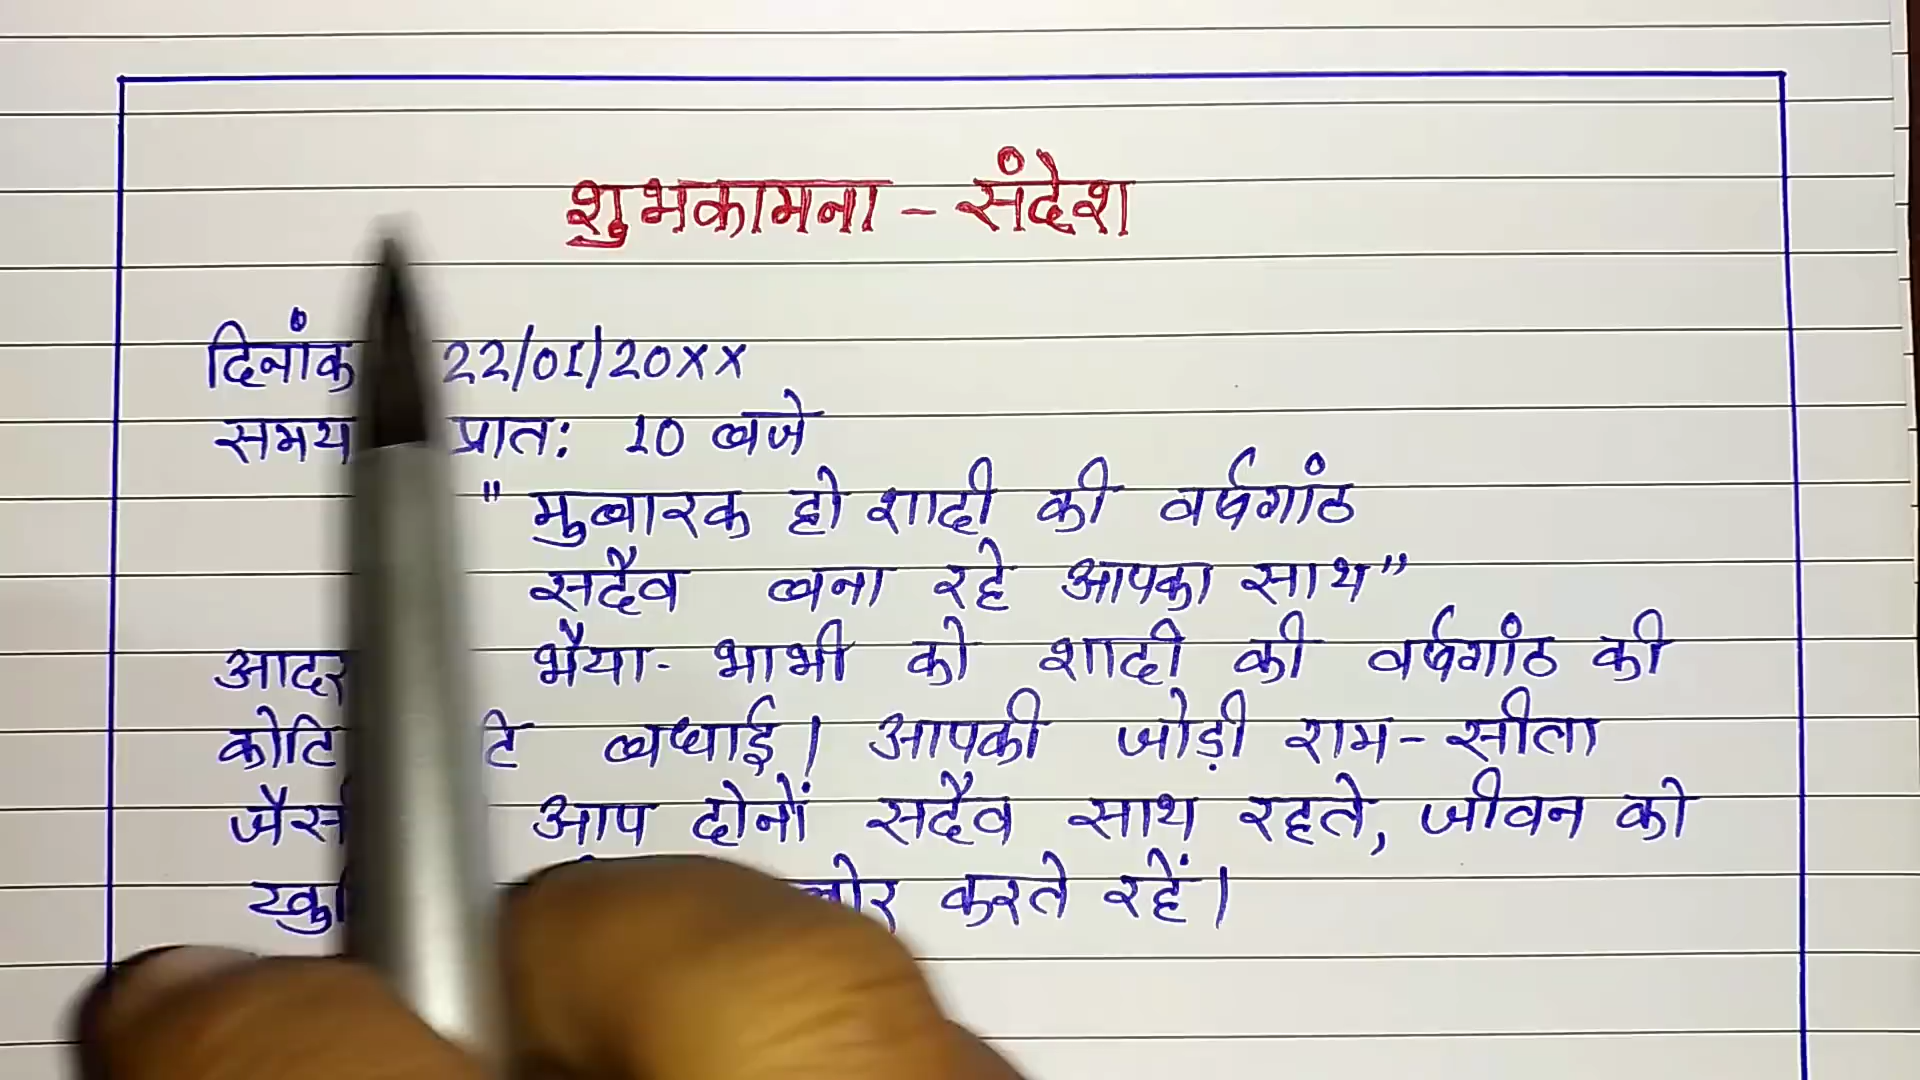 शुभकामना - संदेश
दिनांक 22/01/20XX
समय प्रात: 10 बजे
" मुबारक हो शादी की वर्षगांठ
सदैव बना रहे आपका साथ"
भैया- भाभी को शादी की वर्षगांठ की
बधाई। आपकी जोड़ी राम- सीता
आप दोनों सदैव साथ रहते, जीवन को
करते रहें।